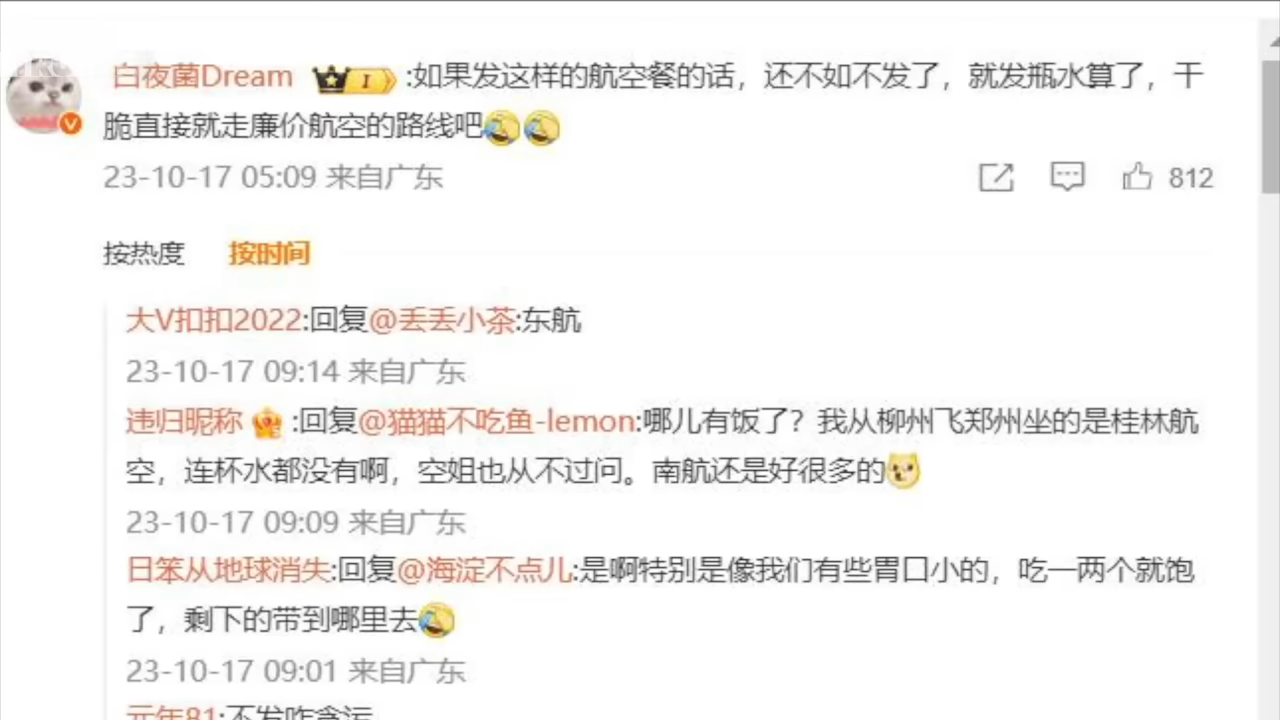 白夜菌Dream I :如果发这样的航空餐的话，还不如不发了，就发瓶水算了，干
脆直接就走廉价航空的路线吧
23-10-17 05:09 来自广东
812
按热度 按时间
大V扣扣2022:回复@丢丢小茶:东航
23-10-17 09:14 来自广东
违归昵称 :回复@猫猫不吃鱼-lemon:哪儿有饭了？我从柳州飞郑州坐的是桂林航
空，连杯水都没有啊，空姐也从不过问。南航还是好很多的
23-10-17 09:09 来自广东
日笨从地球消失:回复@海淀不点儿:是啊特别是像我们有些胃口小的，吃一两个就饱
了，剩下的带到哪里去
23-10-17 09:01 来自广东
元年81:不发咋贪污